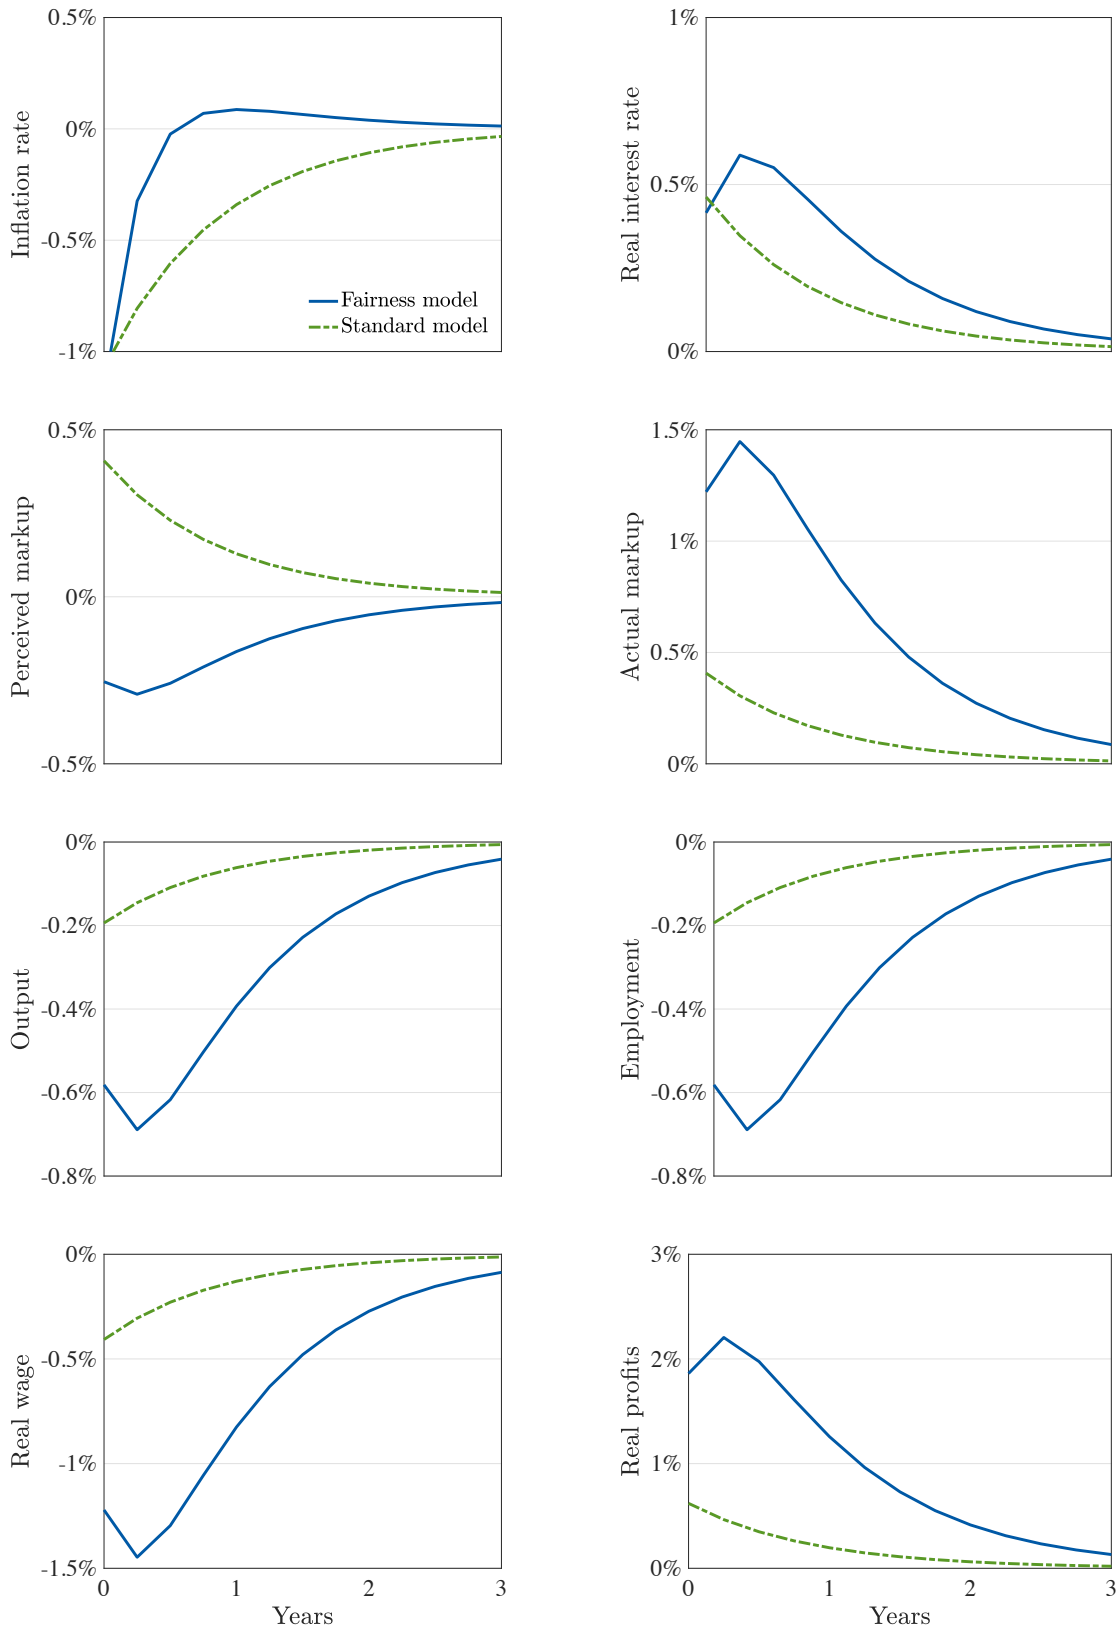 0.5%
0%
-0.5%
-1%
Inflation rate
Fairness model
Standard model
1%
0.5%
0%
Real interest rate
0.5%
0%
-0.5%
Perceived markup
1.5%
1%
0.5%
0%
Actual markup
0%
-0.2%
-0.4%
-0.6%
-0.8%
Output
0%
-0.2%
-0.4%
-0.6%
-0.8%
Employment
0%
-0.5%
-1%
-1.5%
Real wage
0 1 2 3
Years
3%
2%
1%
0%
Real profits
0 1 2 3
Years